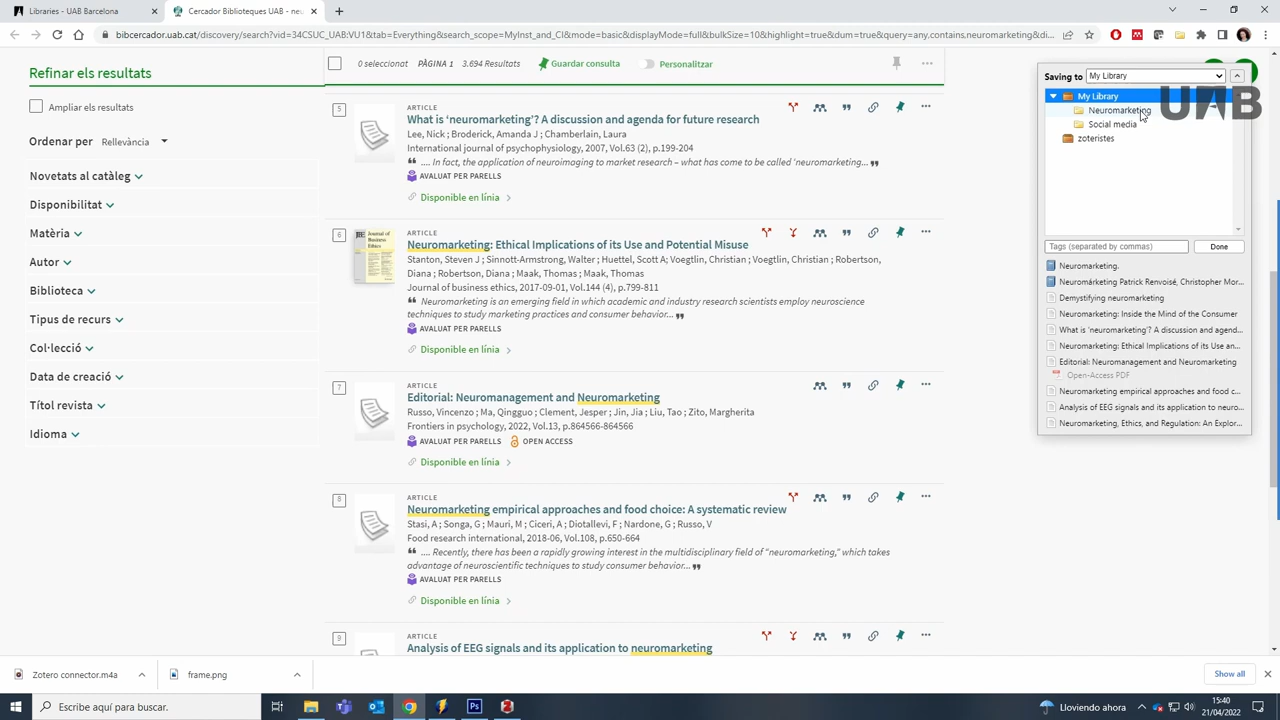 Libraries – UAB Barcelona
Cercador Biblioteques UAB - neu
bibcercador.uab.cat/discovery/search?vid=34CSUC_UAB:VU1&tab=Everything&search_scope=MyInst_and_CI&mode=basic&displayMode=full&bulkSize=10&highlight=true&dum=true&query=any,contains,neuromarketing&di...
Refinar els resultats
Ampliar els resultats
Ordenar per Rellevància
Novetats al catàleg
Disponibilitat
Matèria
Autor
Biblioteca
Tipus de recurs
Col·lecció
Data de creació
Títol revista
Idioma
0 seleccionat PÀGINA 1 3.694 Resultats Guardar consulta Personalitzar
5
ARTICLE
What is ‘neuromarketing’? A discussion and agenda for future research
Lee, Nick ; Broderick, Amanda J ; Chamberlain, Laura
International journal of psychophysiology, 2007, Vol.63 (2), p.199-204
.... In fact, the application of neuroimaging to market research – what has come to be called ‘neuromarketing...
AVALUAT PER PARELLS
Disponible en línia
6
ARTICLE
Neuromarketing: Ethical Implications of its Use and Potential Misuse
Stanton, Steven J ; Sinnott-Armstrong, Walter ; Huettel, Scott A; Voegtlin, Christian ; Voegtlin, Christian ; Robertson,
Diana ; Robertson, Diana ; Maak, Thomas ; Maak, Thomas
Journal of business ethics, 2017-09-01, Vol.144 (4), p.799-811
Neuromarketing is an emerging field in which academic and industry research scientists employ neuroscience
techniques to study marketing practices and consumer behavior...
AVALUAT PER PARELLS
Disponible en línia
7
ARTICLE
Editorial: Neuromanagement and Neuromarketing
Russo, Vincenzo ; Ma, Qingguo ; Clement, Jesper ; Jin, Jia ; Liu, Tao ; Zito, Margherita
Frontiers in psychology, 2022, Vol.13, p.864566-864566
AVALUAT PER PARELLS OPEN ACCESS
Disponible en línia
8
ARTICLE
Neuromarketing empirical approaches and food choice: A systematic review
Stasi, A ; Songa, G ; Mauri, M ; Ciceri, A ; Diotallevi, F ; Nardone, G ; Russo, V
Food research international, 2018-06, Vol.108, p.650-664
.... Recently, there has been a rapidly growing interest in the multidisciplinary field of “neuromarketing,” which takes
advantage of neuroscientific techniques to study consumer behavior...
AVALUAT PER PARELLS
Disponible en línia
9
ARTICLE
Analysis of EEG signals and its application to neuromarketing
Saving to My Library
My Library
UAB
Neuromarketing
Social media
zoteristes
Tags (separated by commas) Done
Neuromarketing.
Neuromárketing Patrick Renvoisé, Christopher Mor...
Demystifying neuromarketing
Neuromarketing: Inside the Mind of the Consumer
What is 'neuromarketing'? A discussion and agend...
Neuromarketing: Ethical Implications of its Use an...
Editorial: Neuromanagement and Neuromarketing
Open-Access PDF
Neuromarketing empirical approaches and food c...
Analysis of EEG signals and its application to neuro...
Neuromarketing, Ethics, and Regulation: An Explor...
Zotero connector.m4a
frame.png
Show all
Escribe aquí para buscar.
Lloviendo ahora
15:40
21/04/2022